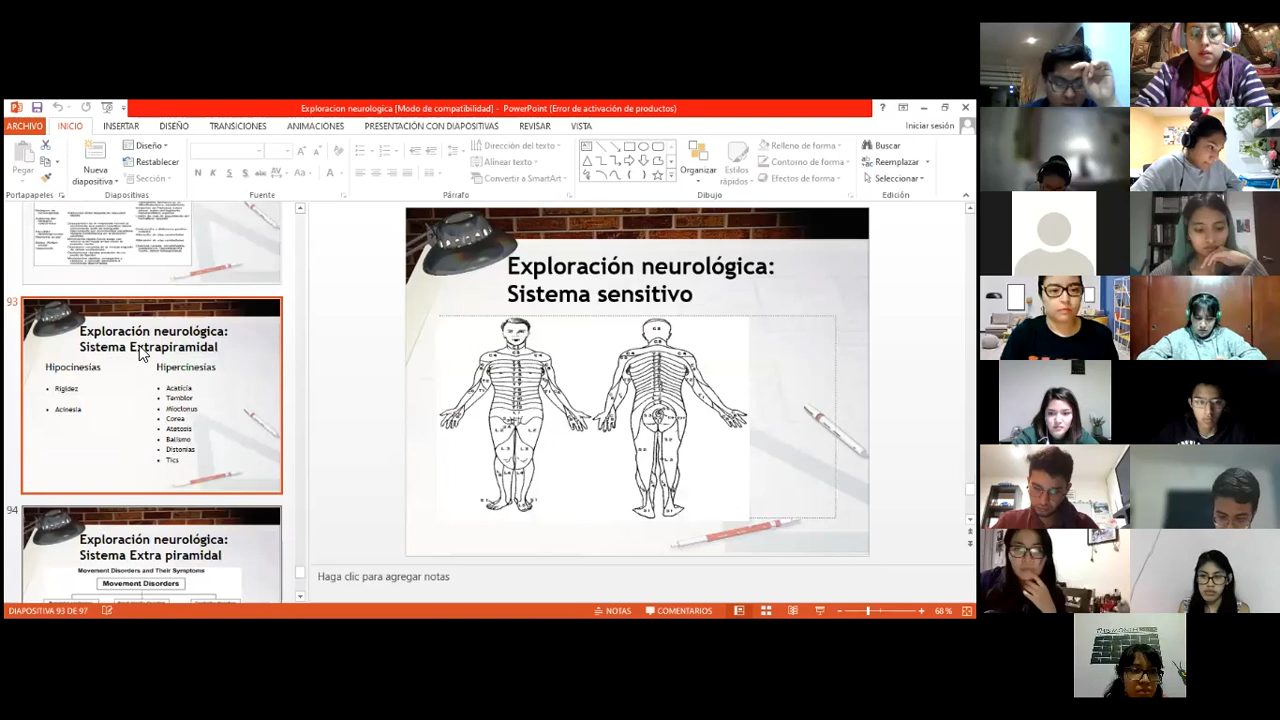 Exploracion neurologica [Modo de compatibilidad] - PowerPoint (Error de activación de productos)
ARCHIVO INICIO INSERTAR DISEÑO TRANSICIONES ANIMACIONES PRESENTACIÓN CON DIAPOSITIVAS REVISAR VISTA Iniciar sesión
Pegar
Portapapeles
Nueva
diapositiva
Diseño
Restablecer
Sección
Diapositivas
N K S
Fuente
Dirección del texto
Alinear texto
Convertir a SmartArt
Párrafo
Organizar
Estilos
rápidos
Relleno de forma
Contorno de forma
Efectos de forma
Dibujo
Buscar
Reemplazar
Seleccionar
Edición
93
Exploración neurológica:
Sistema Extrapiramidal
Hipocinesias
Rigidez
Acinesia
Hipercinesias
Acaticia
Temblor
Mioclonus
Corea
Atetosis
Balismo
Distonias
Tics
94
Exploración neurológica:
Sistema Extra piramidal
Movement Disorders and Their Symptoms
Movement Disorders
Exploración neurológica:
Sistema sensitivo
Haga clic para agregar notas
DIAPOSITIVA 93 DE 97 NOTAS COMENTARIOS 68 %